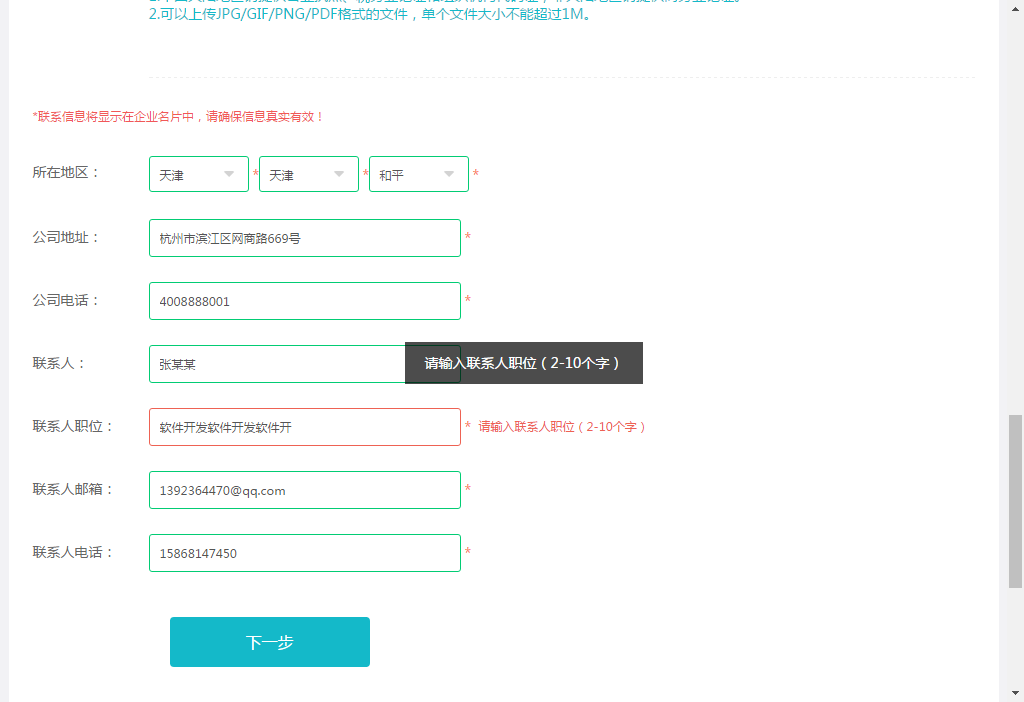 2.可以上传JPG/GIF/PNG/PDF格式的文件，单个文件大小不能超过1M。
*联系信息将显示在企业名片中，请确保信息真实有效！
所在地区： 天津 * 天津 * 和平 *
公司地址： 杭州市滨江区网商路669号 *
公司电话： 4008888001 *
联系人： 张某某 请输入联系人职位（2-10个字）
联系人职位： 软件开发软件开发软件开 * 请输入联系人职位（2-10个字）
联系人邮箱： 1392364470@qq.com *
联系人电话： 15868147450 *
下一步